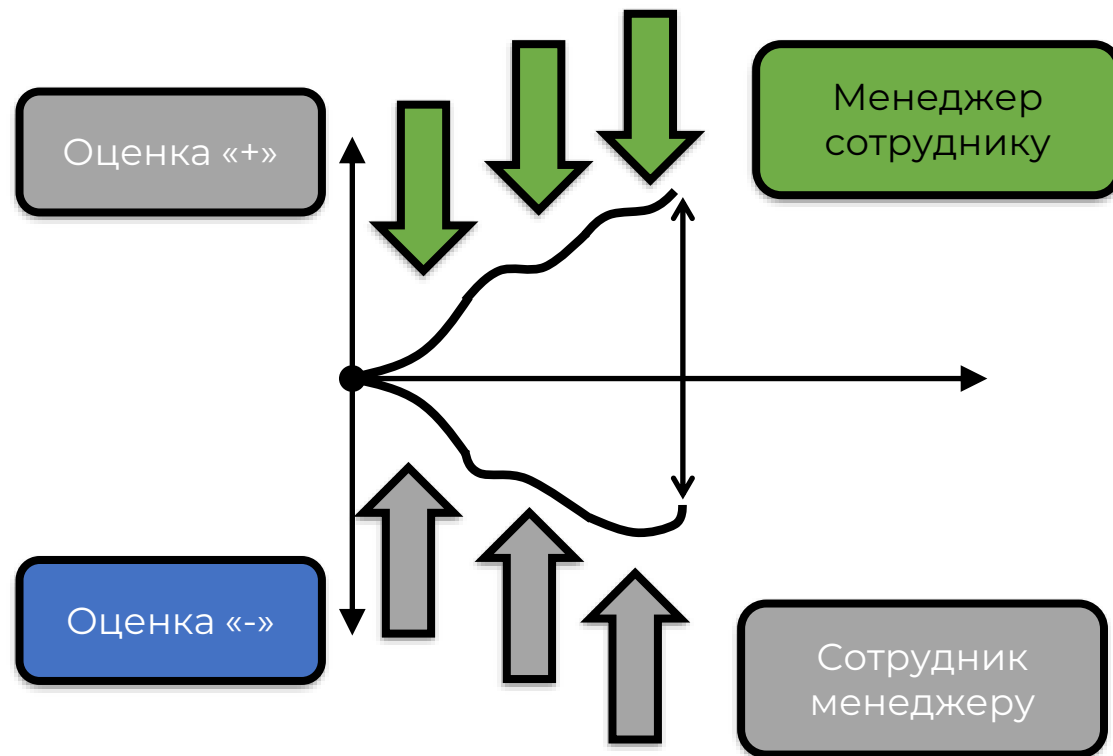 Оценка «+»
Менеджер
сотруднику
Оценка «-»
Сотрудник
менеджеру